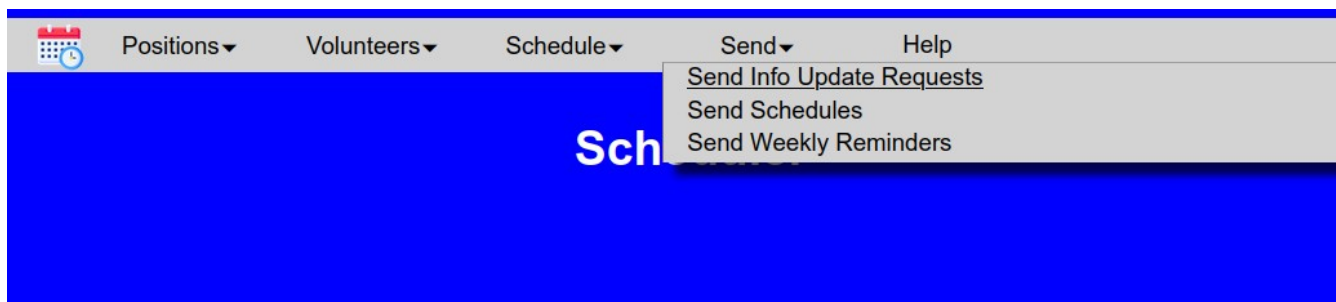 Positions Volunteers Schedule Send Help
Send Info Update Requests
Send Schedules
Send Weekly Reminders